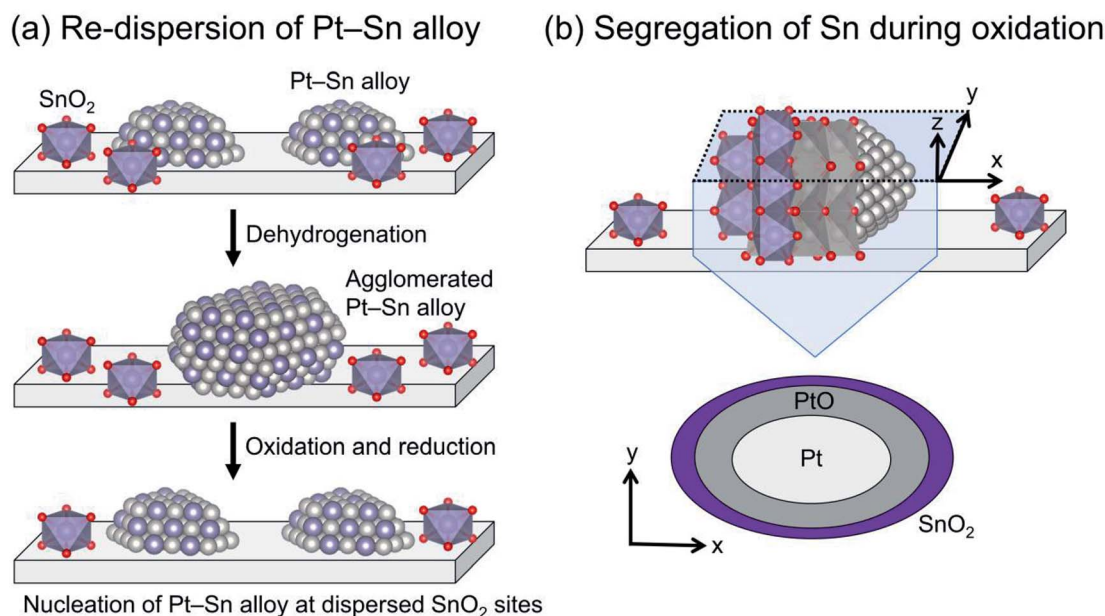 (a) Re-dispersion of Pt–Sn alloy
SnO₂
Pt–Sn alloy
Dehydrogenation
Agglomerated
Pt–Sn alloy
Oxidation and reduction
Nucleation of Pt–Sn alloy at dispersed SnO₂ sites
(b) Segregation of Sn during oxidation
y
z
x
PtO
Pt
y
x
SnO₂